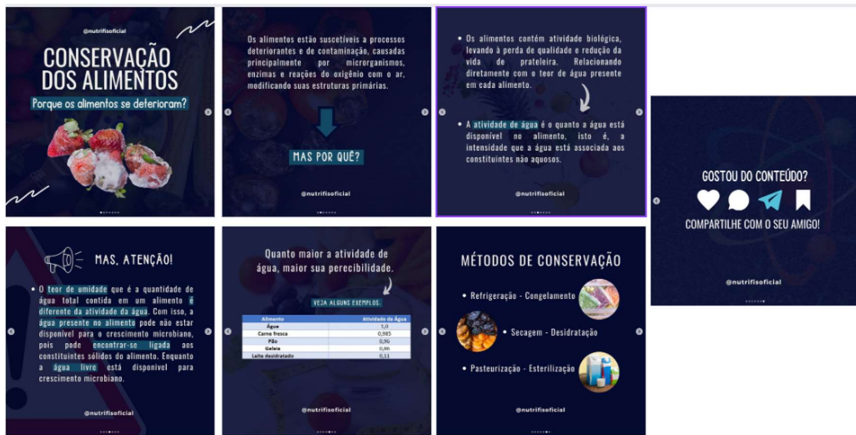 @nutrifisoficial
CONSERVAÇÃO
DOS ALIMENTOS
Porque os alimentos se deterioram?
Os alimentos estão suscetíveis a processos
deteriorantes e de contaminação, causadas
principalmente por microrganismos,
enzimas e reações do oxigênio com o ar,
modificando suas estruturas primárias.
MAS POR QUÊ?
@nutrifisoficial
• Os alimentos contém atividade biológica,
levando à perda de qualidade e redução da
vida de prateleira. Relacionando
diretamente com o teor de água presente
em cada alimento.
• A atividade de água é o quanto a água está
disponível no alimento, isto é, a
intensidade que a água está associada aos
constituintes não aquosos.
@nutrifisoficial
MAS, ATENÇÃO!
• O teor de umidade que é a quantidade de
água total contida em um alimento é
diferente da atividade da água. Com isso, a
água presente no alimento pode não estar
disponível para o crescimento microbiano,
pois pode encontrar-se ligada aos
constituintes sólidos do alimento. Enquanto
a água livre está disponível para
crescimento microbiano.
@nutrifisoficial
Quanto maior a atividade de
água, maior sua perecibilidade.
VEJA ALGUNS EXEMPLOS.
Alimento Atividade de Água
Água 1,0
Carne fresca 0,985
Pão 0,96
Geleia 0,86
Leite desidratado 0,11
@nutrifisoficial
MÉTODOS DE CONSERVAÇÃO
• Refrigeração - Congelamento
• Secagem - Desidratação
• Pasteurização - Esterilização
@nutrifisoficial
GOSTOU DO CONTEÚDO?
COMPARTILHE COM O SEU AMIGO!
@nutrifisoficial